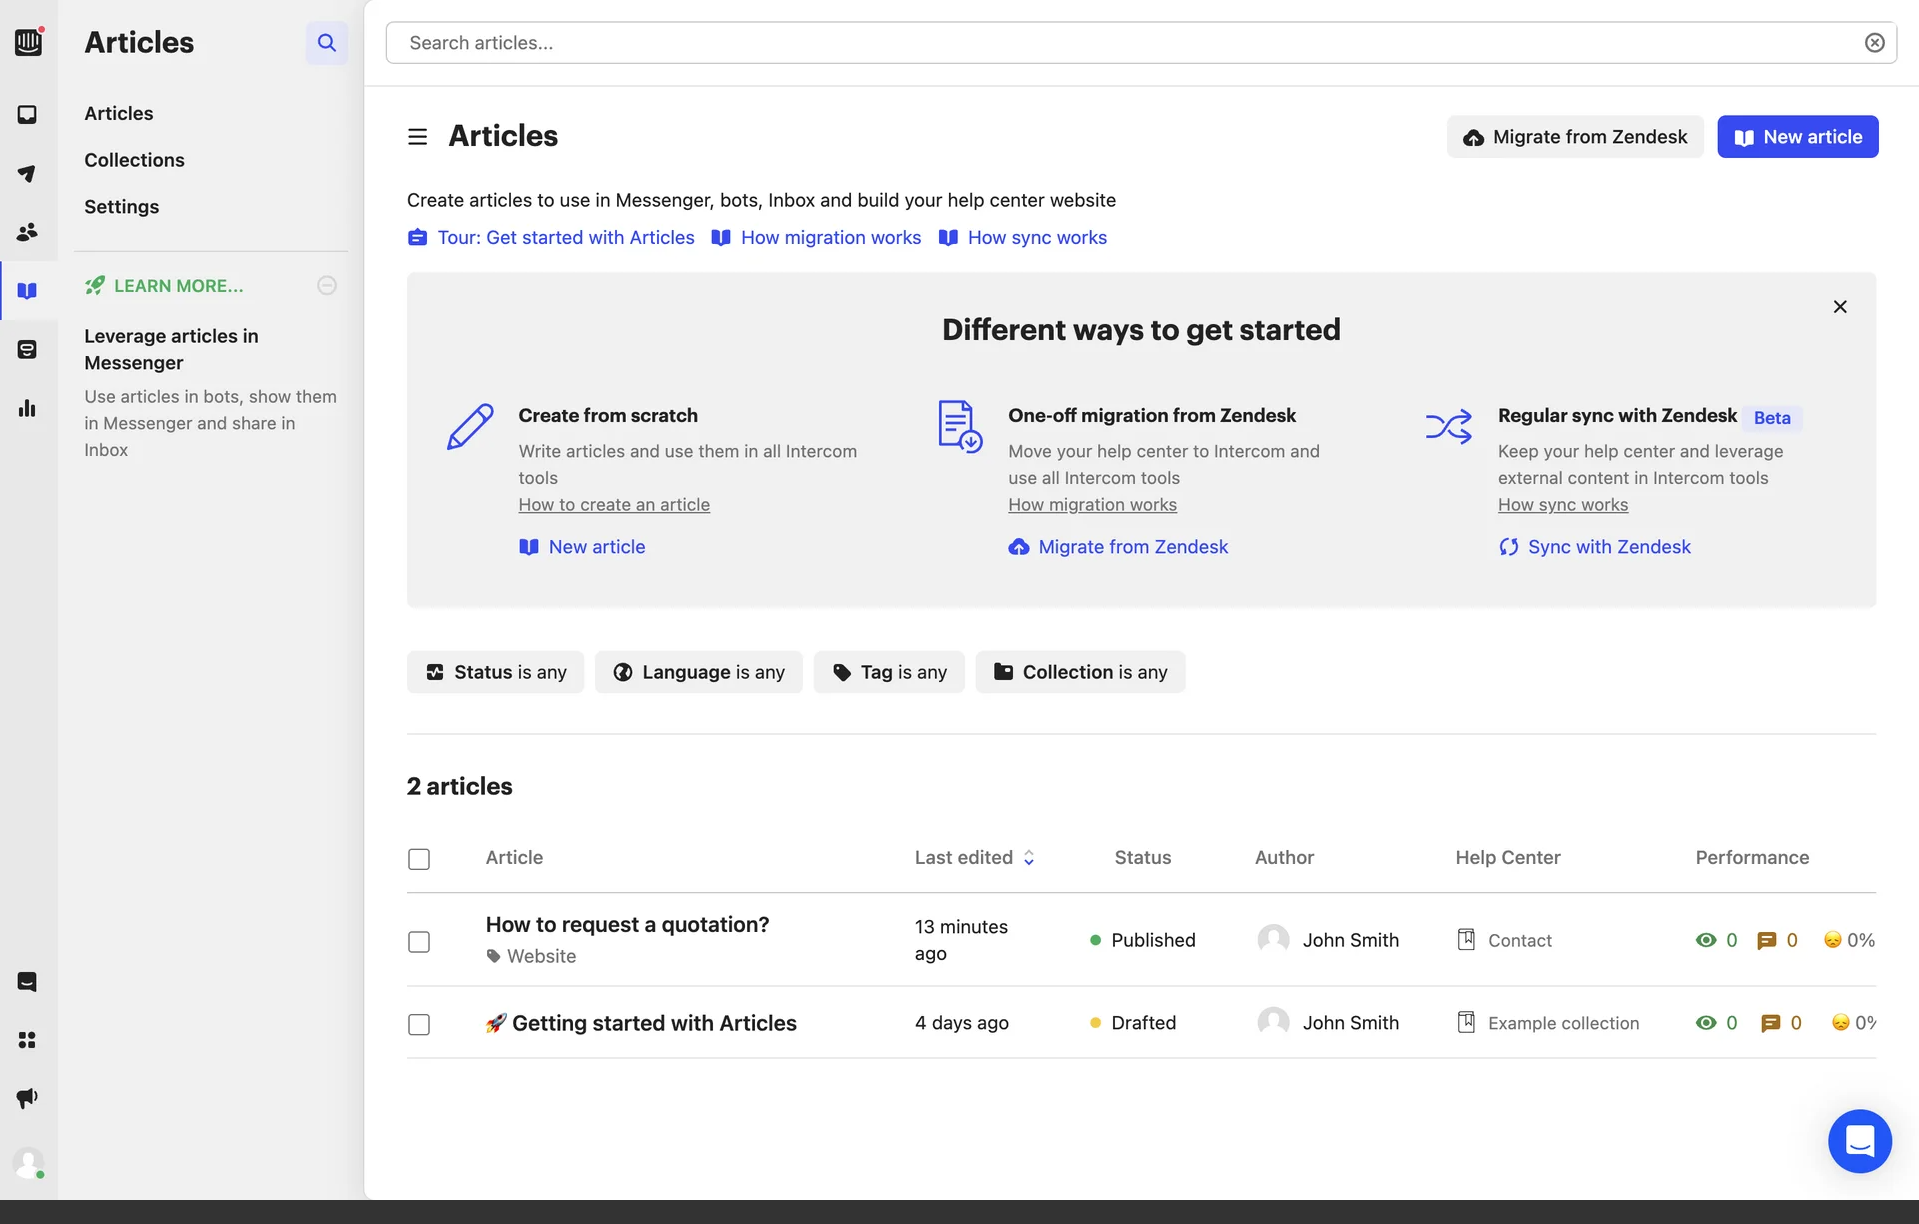 Articles
Search articles...
Articles
Collections
Settings
LEARN MORE...
Leverage articles in
Messenger
Use articles in bots, show them
in Messenger and share in
Inbox
Articles
Migrate from Zendesk
New article
Create articles to use in Messenger, bots, Inbox and build your help center website
Tour: Get started with Articles
How migration works
How sync works
Different ways to get started
Create from scratch
Write articles and use them in all Intercom
tools
How to create an article
New article
One-off migration from Zendesk
Move your help center to Intercom and
use all Intercom tools
How migration works
Migrate from Zendesk
Regular sync with Zendesk Beta
Keep your help center and leverage
external content in Intercom tools
How sync works
Sync with Zendesk
Status is any
Language is any
Tag is any
Collection is any
2 articles
Article Last edited Status Author Help Center Performance
How to request a quotation?
Website
13 minutes
ago
Published
John Smith
Contact
0 0 😞 0%
🚀 Getting started with Articles
4 days ago
Drafted
John Smith
Example collection
0 0 😞 0%